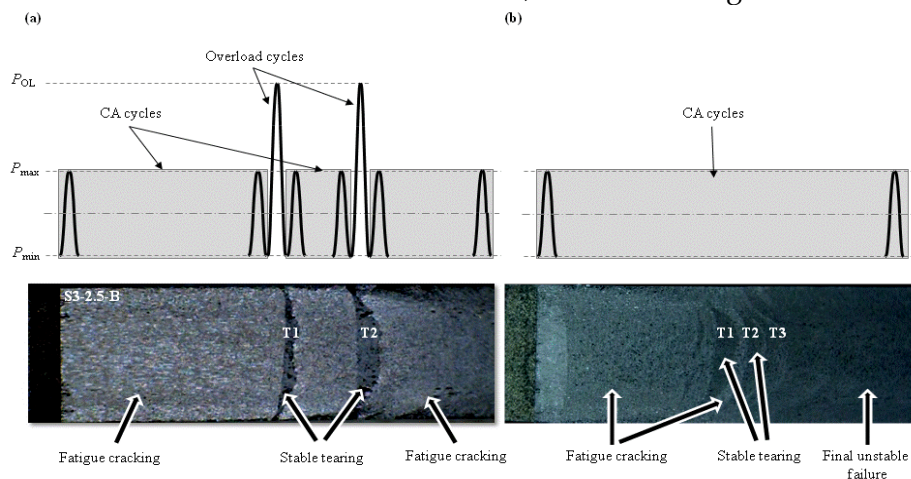 (a)
(b)
Overload cycles
P_OL
CA cycles
CA cycles
P_max
P_min
S3-2.5-B
T1
T2
T1
T2
T3
Fatigue cracking
Stable tearing
Fatigue cracking
Fatigue cracking
Stable tearing
Final unstable
failure